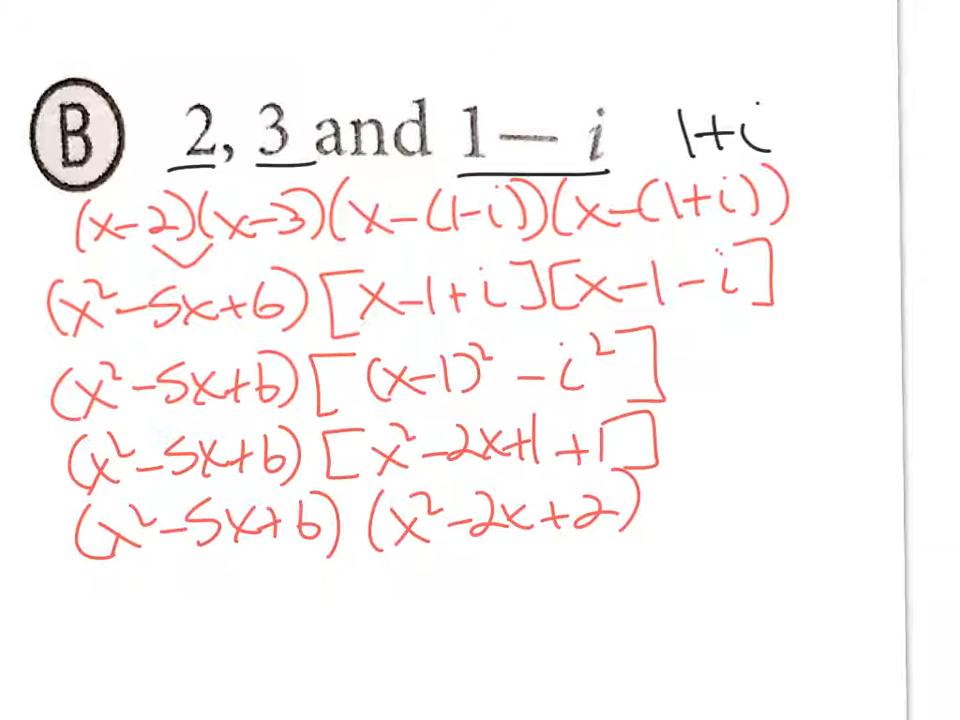 B 2, 3 and 1 – i 1+i
(x-2)(x-3)(x-(1-i))(x-(1+i))
(x²-5x+6)[x-1+i][x-1-i]
(x²-5x+6)[(x-1)²-i²]
(x²-5x+6)[x²-2x+1+1]
(x²-5x+6)(x²-2x+2)